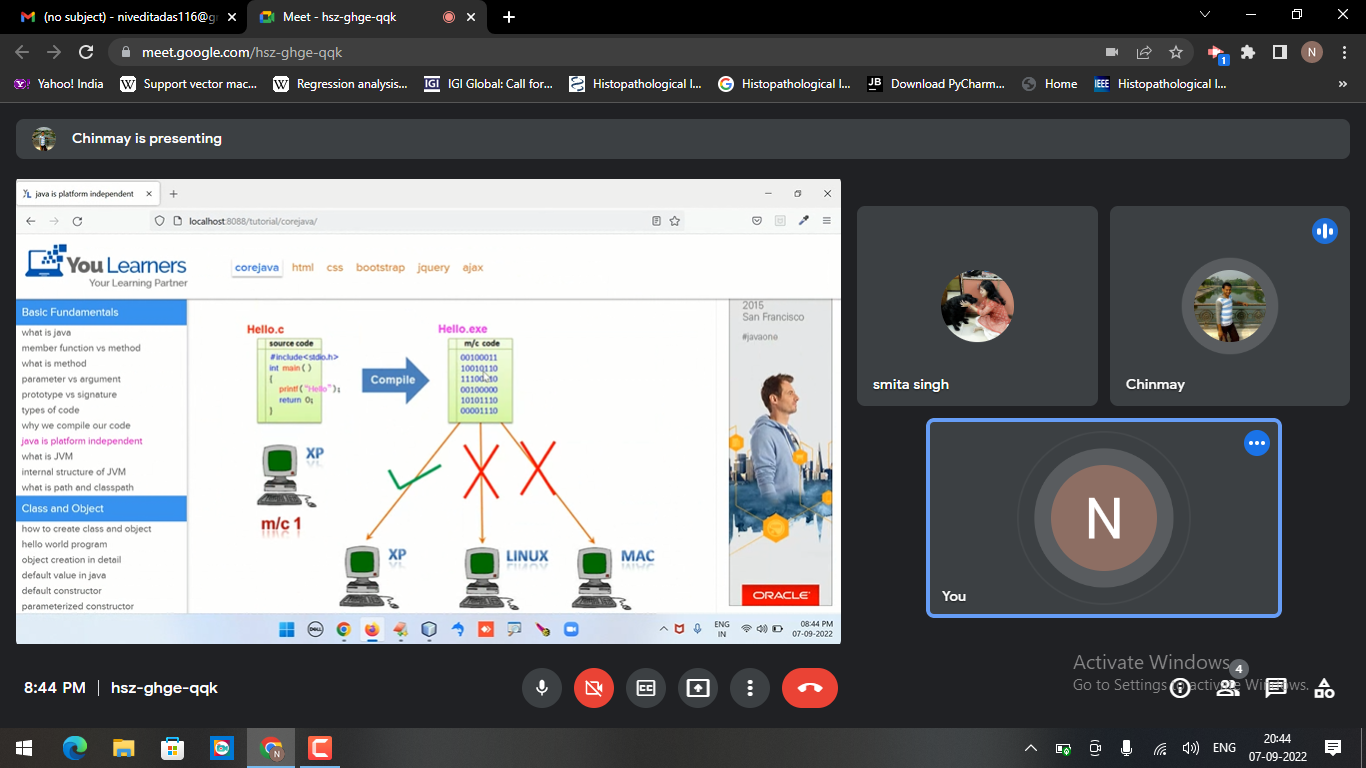 (no subject) - niveditadas116@g
Meet - hsz-ghge-qqk
meet.google.com/hsz-ghge-qqk
1
N
Yahoo! India
W Support vector mac...
W Regression analysis...
IGI IGI Global: Call for...
Histopathological I...
Histopathological I...
JB Download PyCharm...
Home
IEEE Histopathological I...
»
Chinmay is presenting
java is platform independent
localhost:8088/tutorial/corejava/
You Learners
Your Learning Partner
corejava html css bootstrap jquery ajax
Basic Fundamentals
what is java
member function vs method
what is method
parameter vs argument
prototype vs signature
types of code
why we compile our code
java is platform independent
what is JVM
internal structure of JVM
what is path and classpath
Class and Object
how to create class and object
hello world program
object creation in detail
default value in java
default constructor
parameterized constructor
Hello.c
source code
#include<stdio.h>
int main()
{
printf("Hello");
return 0;
}
Compile
Hello.exe
m/c code
00100011
10010110
11100010
00100000
10101110
00001110
XP
m/c 1
XP
LINUX
MAC
2015
San Francisco
#javaone
ORACLE
DELL
ENG
IN
08:44 PM
07-09-2022
smita singh
Chinmay
N
You
8:44 PM | hsz-ghge-qqk
CC
4
Activate Windows
Go to Settings to activate Windows.
N
ENG
20:44
07-09-2022